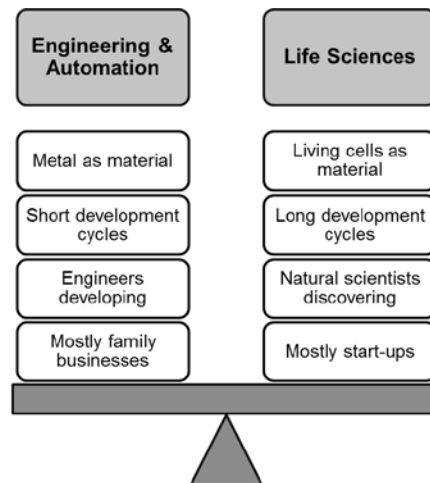 Engineering &
Automation
Life Sciences
Metal as material
Living cells as
material
Short development
cycles
Long development
cycles
Engineers
developing
Natural scientists
discovering
Mostly family
businesses
Mostly start-ups